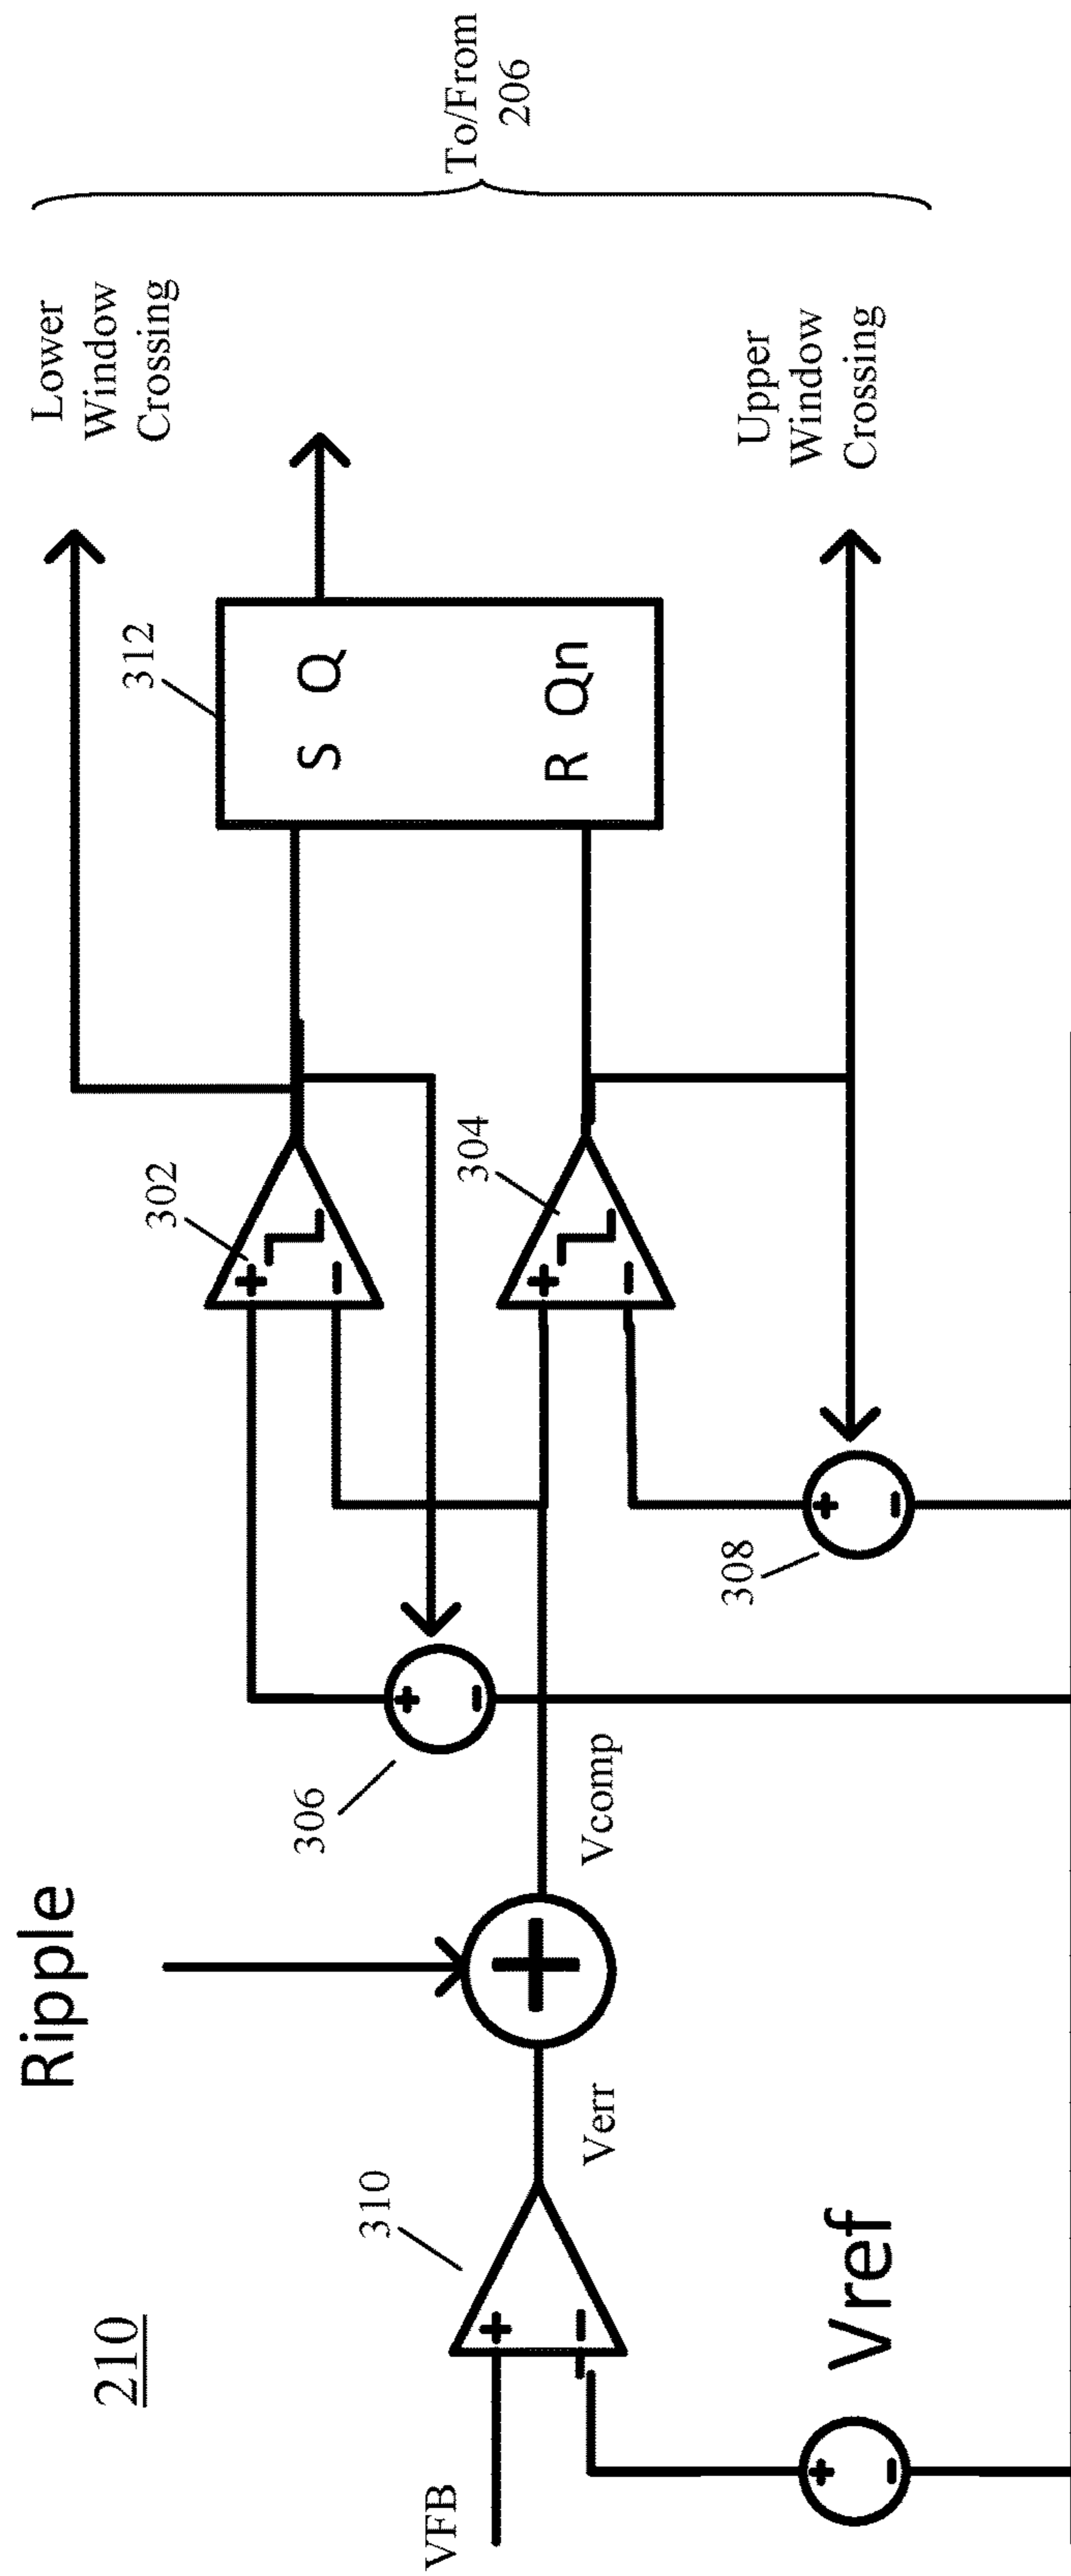 210
Ripple
Lower
Window
Crossing
312
302
+
−
S Q
R Qn
306
+
−
304
+
−
310
+
−
VFB
Verr
+
Vcomp
308
+
−
Upper
Window
Crossing
To/From
206
Vref
+
−